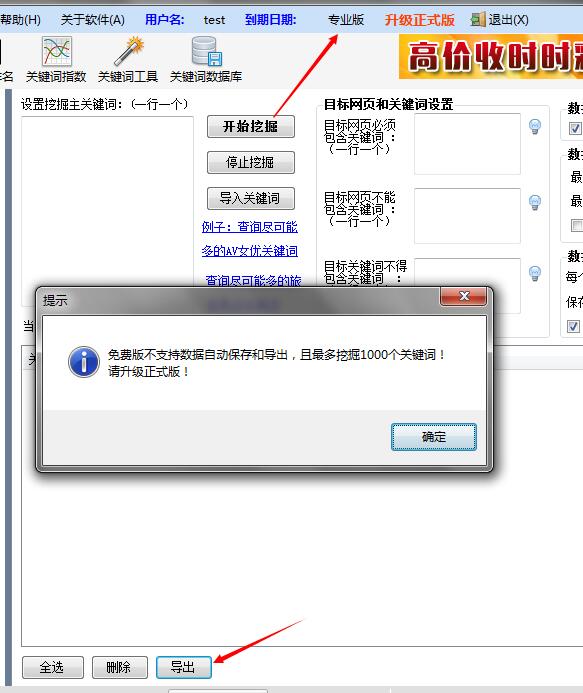 帮助(H) 关于软件(A) 用户名: test 到期日期: 专业版 升级正式版 退出(X)
名 关键词指数 关键词工具 关键词数据库
高价收时时彩
设置挖掘主关键词:(一行一个)
开始挖掘
停止挖掘
导入关键词
例子: 查询尽可能
多的AV女优关键词
查询尽可能多的旅
目标网页和关键词设置
目标网页必须
包含关键词 :
(一行一个)
目标网页不能
包含关键词 :
(一行一个)
目标关键词不得
包含关键词 :
数
数
最
最
数
每个
保存
当
关
提示
免费版不支持数据自动保存和导出,且最多挖掘1000个关键词!
请升级正式版!
确定
全选 删除 导出